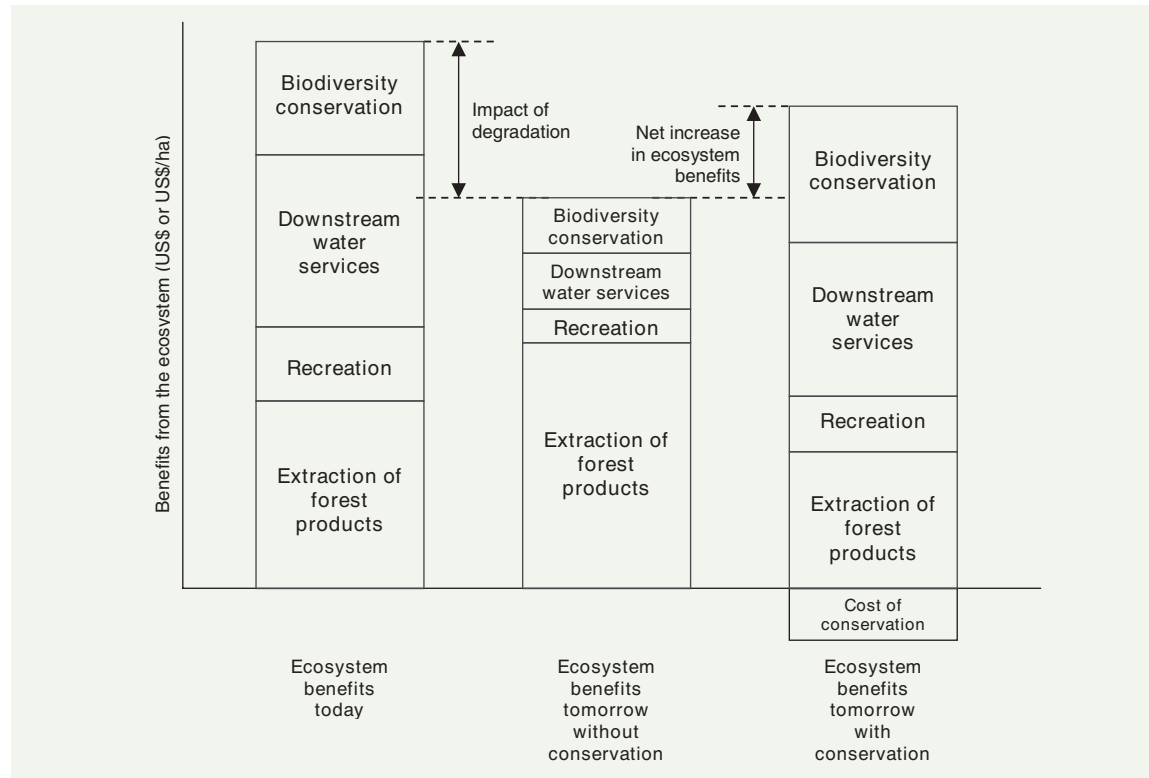 Benefits from the ecosystem (US$ or US$/ha)
Biodiversity
conservation
Downstream
water
services
Recreation
Extraction of
forest
products
Impact of
degradation
Biodiversity
conservation
Downstream
water services
Recreation
Extraction of
forest
products
Net increase
in ecosystem
benefits
Biodiversity
conservation
Downstream
water
services
Recreation
Extraction of
forest
products
Cost of
conservation
Ecosystem
benefits
today
Ecosystem
benefits
tomorrow
without
conservation
Ecosystem
benefits
tomorrow
with
conservation